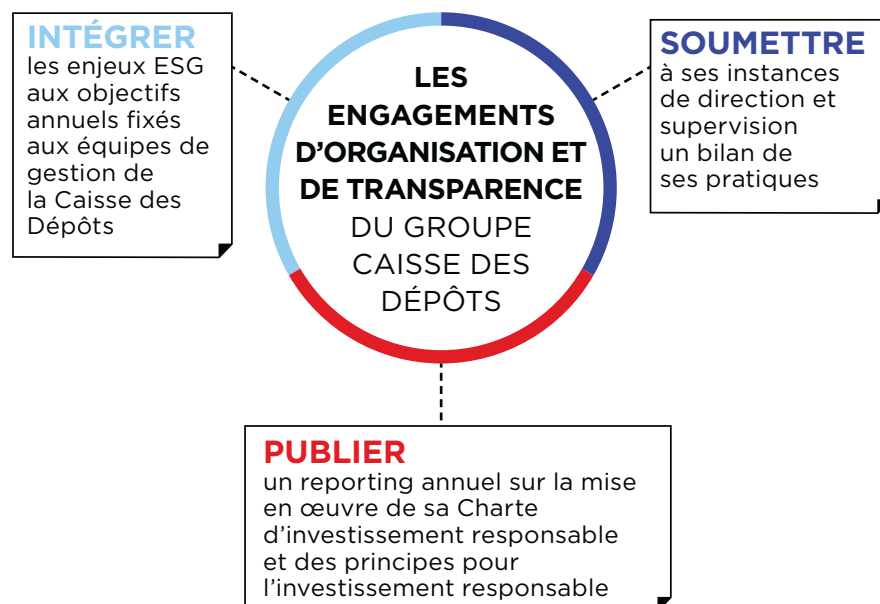 INTÉGRER
les enjeux ESG
aux objectifs
annuels fixés
aux équipes de
gestion de
la Caisse des
Dépôts
LES
ENGAGEMENTS
D'ORGANISATION ET
DE TRANSPARENCE
DU GROUPE
CAISSE DES
DÉPÔTS
SOUMETTRE
à ses instances
de direction et
supervision
un bilan de
ses pratiques
PUBLIER
un reporting annuel sur la mise
en œuvre de sa Charte
d'investissement responsable
et des principes pour
l'investissement responsable